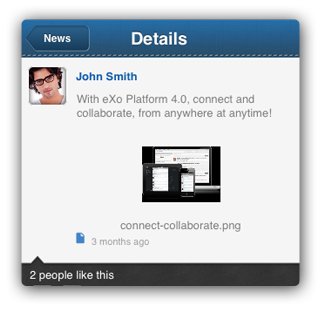 News
Details
John Smith
With eXo Platform 4.0, connect and
collaborate, from anywhere at anytime!
connect-collaborate.png
3 months ago
2 people like this